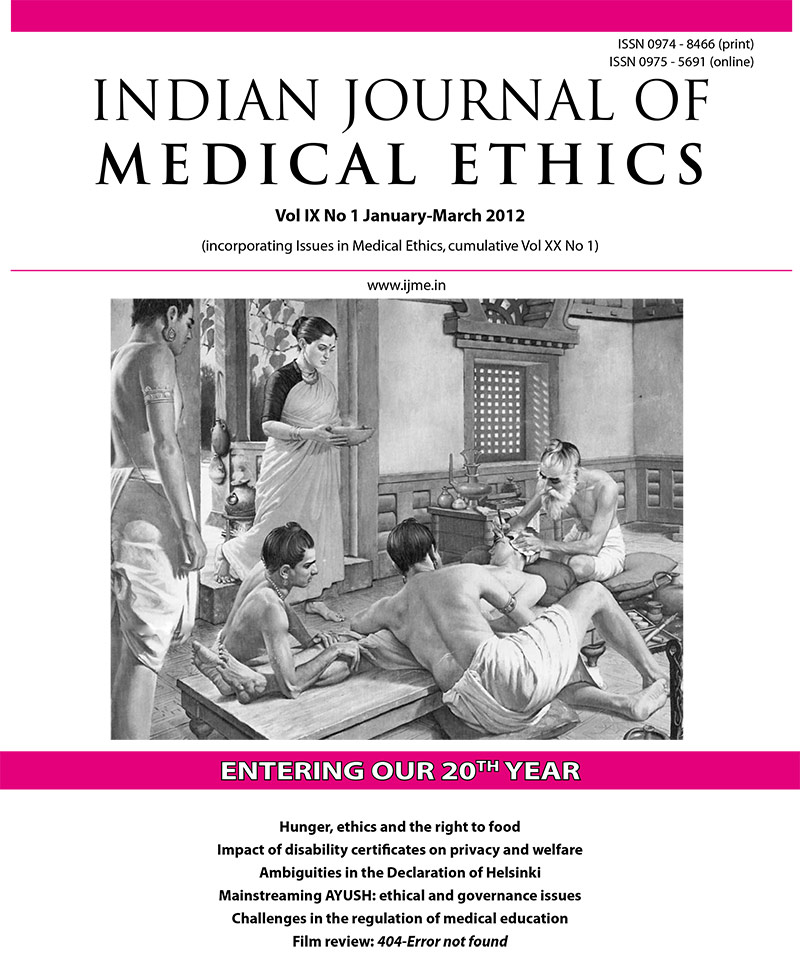 ISSN 0974 - 8466 (print)
ISSN 0975 - 5691 (online)
INDIAN JOURNAL OF
MEDICAL ETHICS
Vol IX No 1 January-March 2012
(incorporating Issues in Medical Ethics, cumulative Vol XX No 1)
www.ijme.in
ENTERING OUR 20TH YEAR
Hunger, ethics and the right to food
Impact of disability certificates on privacy and welfare
Ambiguities in the Declaration of Helsinki
Mainstreaming AYUSH: ethical and governance issues
Challenges in the regulation of medical education
Film review: 404-Error not found